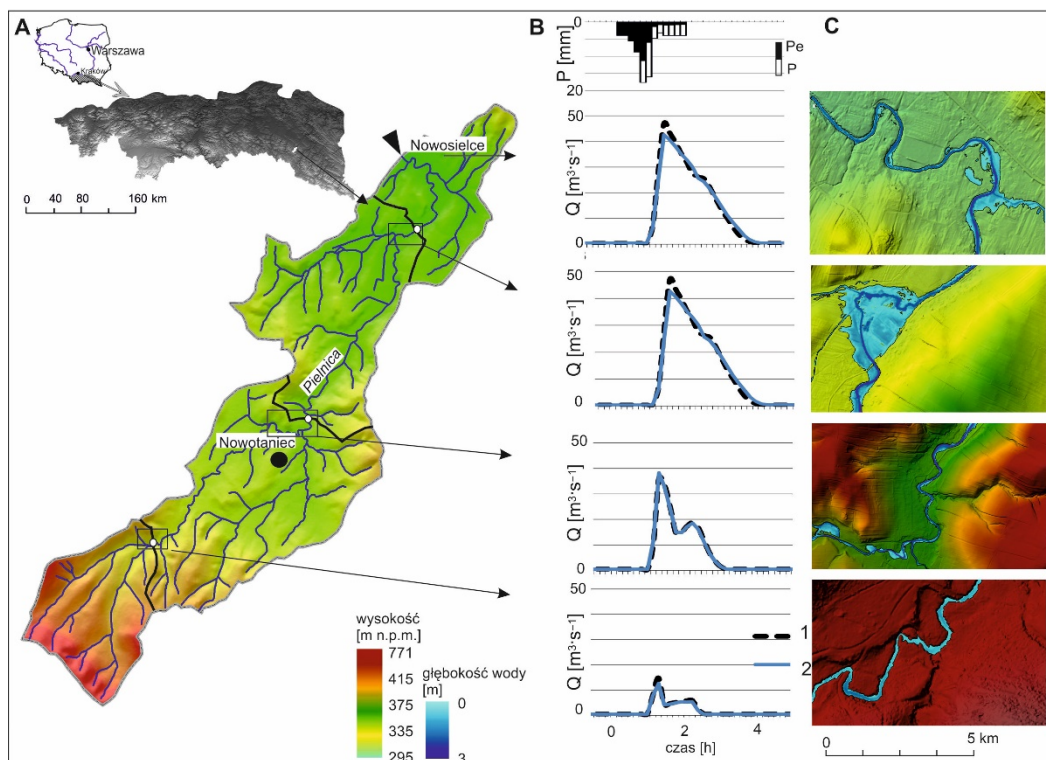 A
Warszawa
Kraków
0 40 80 160 km
Nowosielce
Pielnica
Nowotaniec
wysokość
[m n.p.m.]
771
415
375
335
295
głębokość wody
[m]
0
3
B
P [mm]
0
20
Pe
P
Q [m³·s⁻¹]
50
0
Q [m³·s⁻¹]
50
0
Q [m³·s⁻¹]
50
0
Q [m³·s⁻¹]
50
0
1
2
0 2 4
czas [h]
C
0 5 km